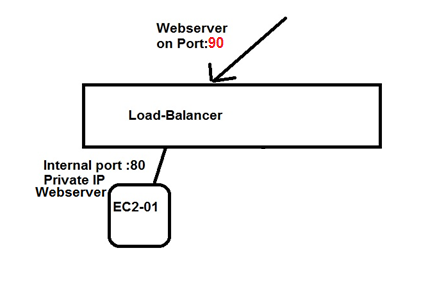 Webserver
on Port:90
Load-Balancer
Internal port :80
Private IP
Webserver
EC2-01